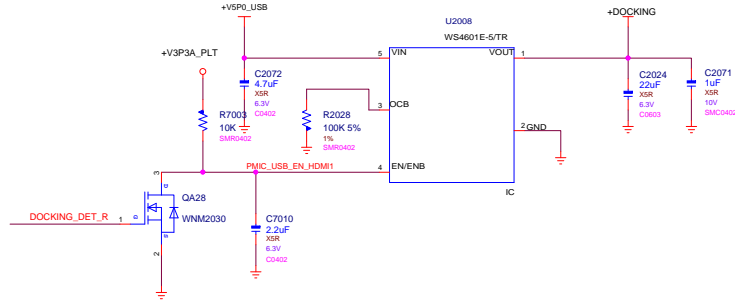 +V5P0_USB
+DOCKING
U2008
WS4601E-5/TR
+V3P3A_PLT
5
VIN
VOUT
1
C2072
4.7uF
X5R
6.3V
C0402
C2024
22uF
X5R
6.3V
C0603
C2071
1uF
X5R
10V
SMC0402
R7003
10K
SMR0402
R2028
100K 5%
1%
SMR0402
3
OCB
2
GND
PMIC_USB_EN_HDMI1
4
EN/ENB
IC
3
D
QA28
WNM2030
DOCKING_DET_R
1
G
S
2
C7010
2.2uF
X5R
6.3V
C0402